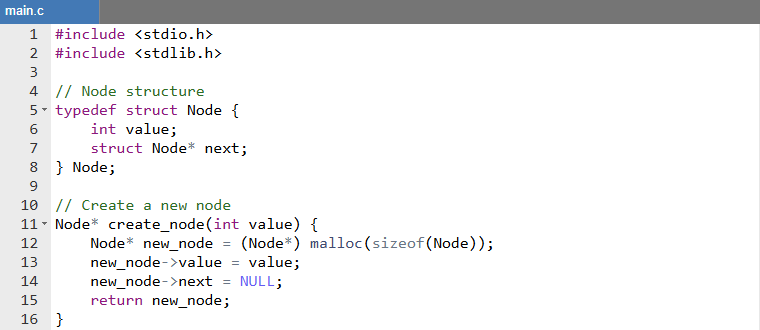 main.c
1 #include <stdio.h>
2 #include <stdlib.h>
3
4 // Node structure
5 typedef struct Node {
6     int value;
7     struct Node* next;
8 } Node;
9
10 // Create a new node
11 Node* create_node(int value) {
12     Node* new_node = (Node*) malloc(sizeof(Node));
13     new_node->value = value;
14     new_node->next = NULL;
15     return new_node;
16 }